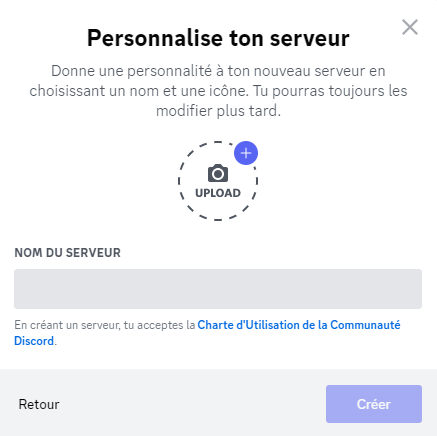 Personnalise ton serveur
Donne une personnalité à ton nouveau serveur en
choisissant un nom et une icône. Tu pourras toujours les
modifier plus tard.
UPLOAD
NOM DU SERVEUR
En créant un serveur, tu acceptes la Charte d'Utilisation de la Communauté
Discord.
Retour
Créer